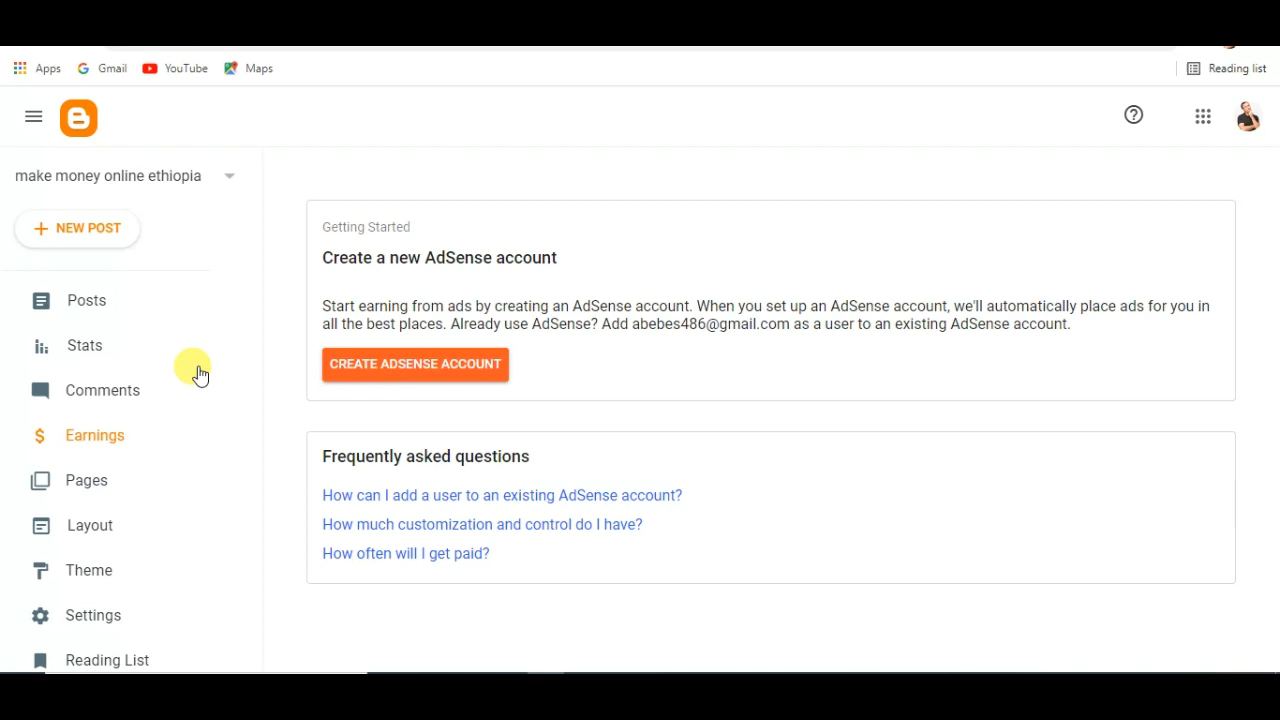 Apps Gmail YouTube Maps Reading list
make money online ethiopia
NEW POST
Posts
Stats
Comments
Earnings
Pages
Layout
Theme
Settings
Reading List
Getting Started
Create a new AdSense account
Start earning from ads by creating an AdSense account. When you set up an AdSense account, we'll automatically place ads for you in
all the best places. Already use AdSense? Add abebes486@gmail.com as a user to an existing AdSense account.
CREATE ADSENSE ACCOUNT
Frequently asked questions
How can I add a user to an existing AdSense account?
How much customization and control do I have?
How often will I get paid?